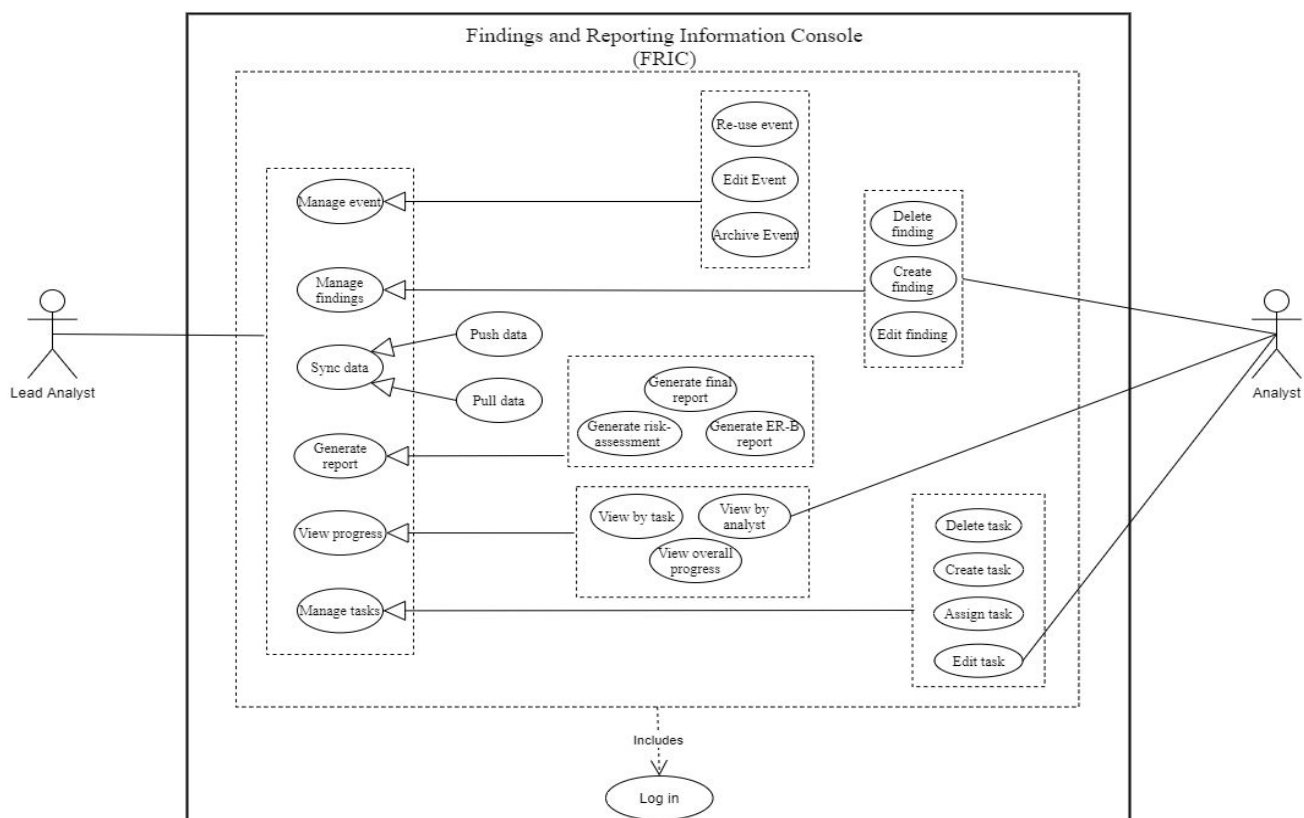 Findings and Reporting Information Console
(FRIC)
Re-use event
Edit Event
Archive Event
Manage event
Delete
finding
Create
finding
Edit finding
Manage
findings
Lead Analyst
Analyst
Push data
Sync data
Pull data
Generate final
report
Generate risk-
assessment
Generate ER-B
report
Generate
report
View by task
View by
analyst
View overall
progress
View progress
Delete task
Create task
Assign task
Edit task
Manage tasks
Includes
Log in